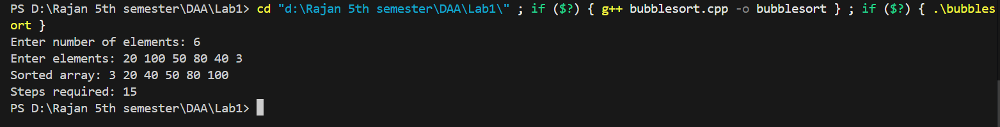 PS D:\Rajan 5th semester\DAA\Lab1> cd "d:\Rajan 5th semester\DAA\Lab1\" ; if ($?) { g++ bubblesort.cpp -o bubblesort } ; if ($?) { .\bubbles
ort }
Enter number of elements: 6
Enter elements: 20 100 50 80 40 3
Sorted array: 3 20 40 50 80 100
Steps required: 15
PS D:\Rajan 5th semester\DAA\Lab1>